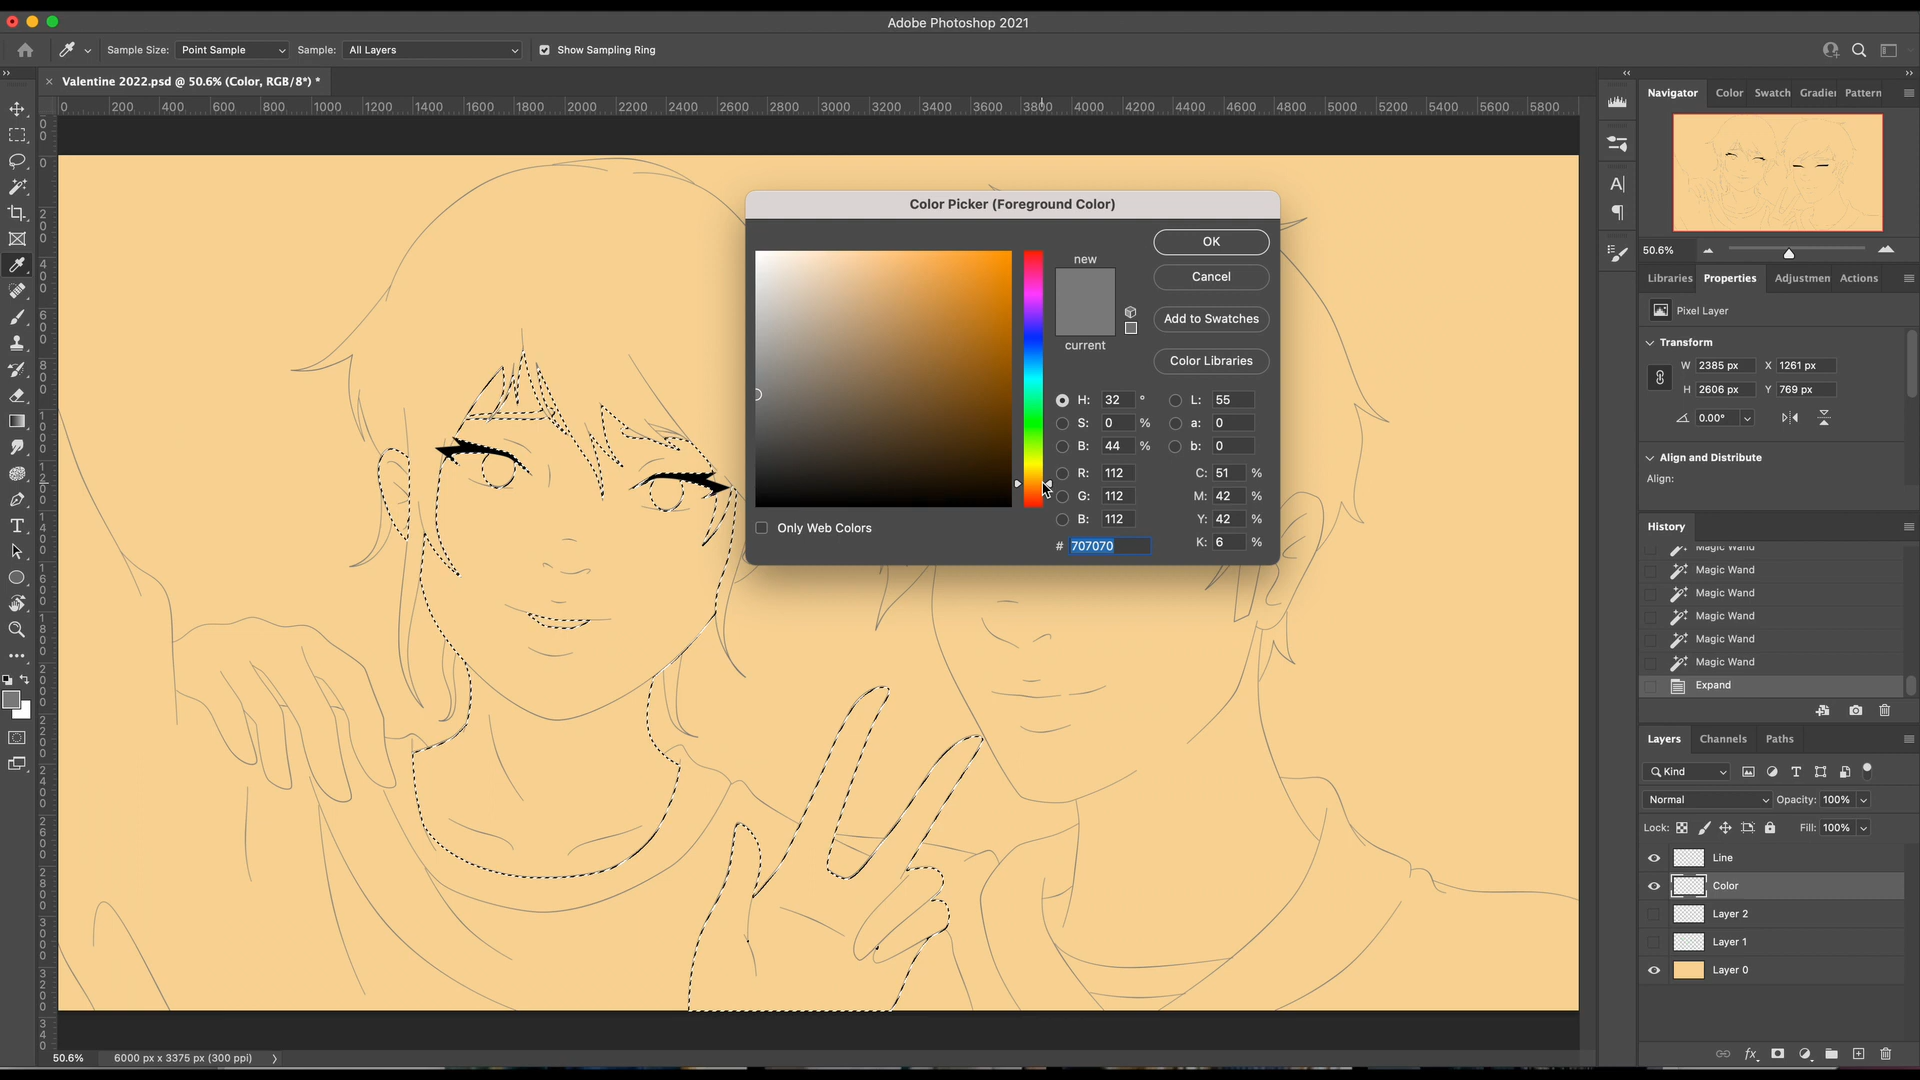 Adobe Photoshop 2021
Sample Size: Point Sample Sample: All Layers Show Sampling Ring
Valentine 2022.psd @ 50.6% (Color, RGB/8*) *
0 200 400 600 800 1000 1200 1400 1600 1800 2000 2200 2400 2600 2800 3000 3200 3400 3600 3800 4000 4200 4400 4600 4800 5000 5200 5400 5600 5800
Navigator Color Swatch Gradier Pattern
50.6%
Libraries Properties Adjustmen Actions
Pixel Layer
Transform
W 2385 px X 1261 px
H 2606 px Y 769 px
0.00°
Align and Distribute
Align:
History
Magic Wand
Magic Wand
Magic Wand
Magic Wand
Magic Wand
Magic Wand
Expand
Layers Channels Paths
Kind
Normal Opacity: 100%
Lock: Fill: 100%
Line
Color
Layer 2
Layer 1
Layer 0
Color Picker (Foreground Color)
OK
Cancel
Add to Swatches
Color Libraries
new
current
H: 32 ° L: 55
S: 0 % a: 0
B: 44 % b: 0
R: 112 C: 51 %
G: 112 M: 42 %
B: 112 Y: 42 %
# 707070 K: 6 %
Only Web Colors
50.6% 6000 px x 3375 px (300 ppi)